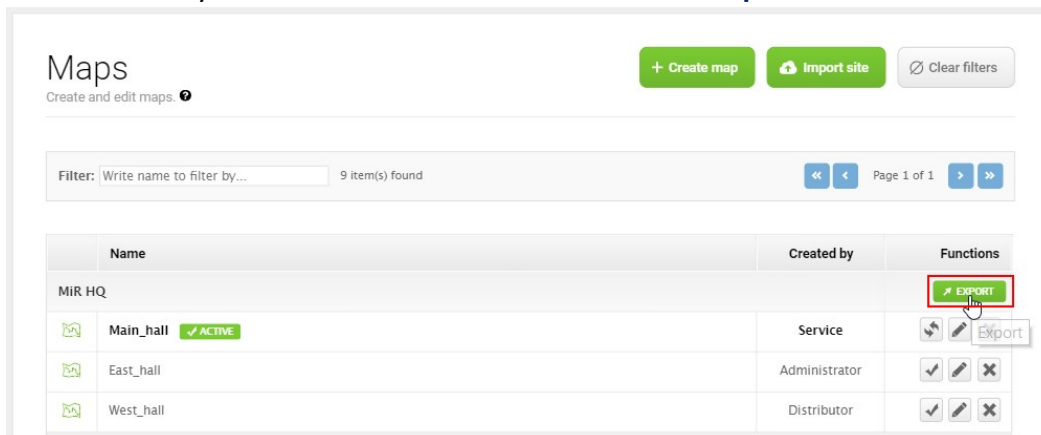 Maps
+ Create map
Import site
Clear filters
Create and edit maps.
Filter: Write name to filter by... 9 item(s) found
Page 1 of 1
Name Created by Functions
MiR HQ EXPORT
Main_hall ACTIVE Service
Export
East_hall Administrator
West_hall Distributor